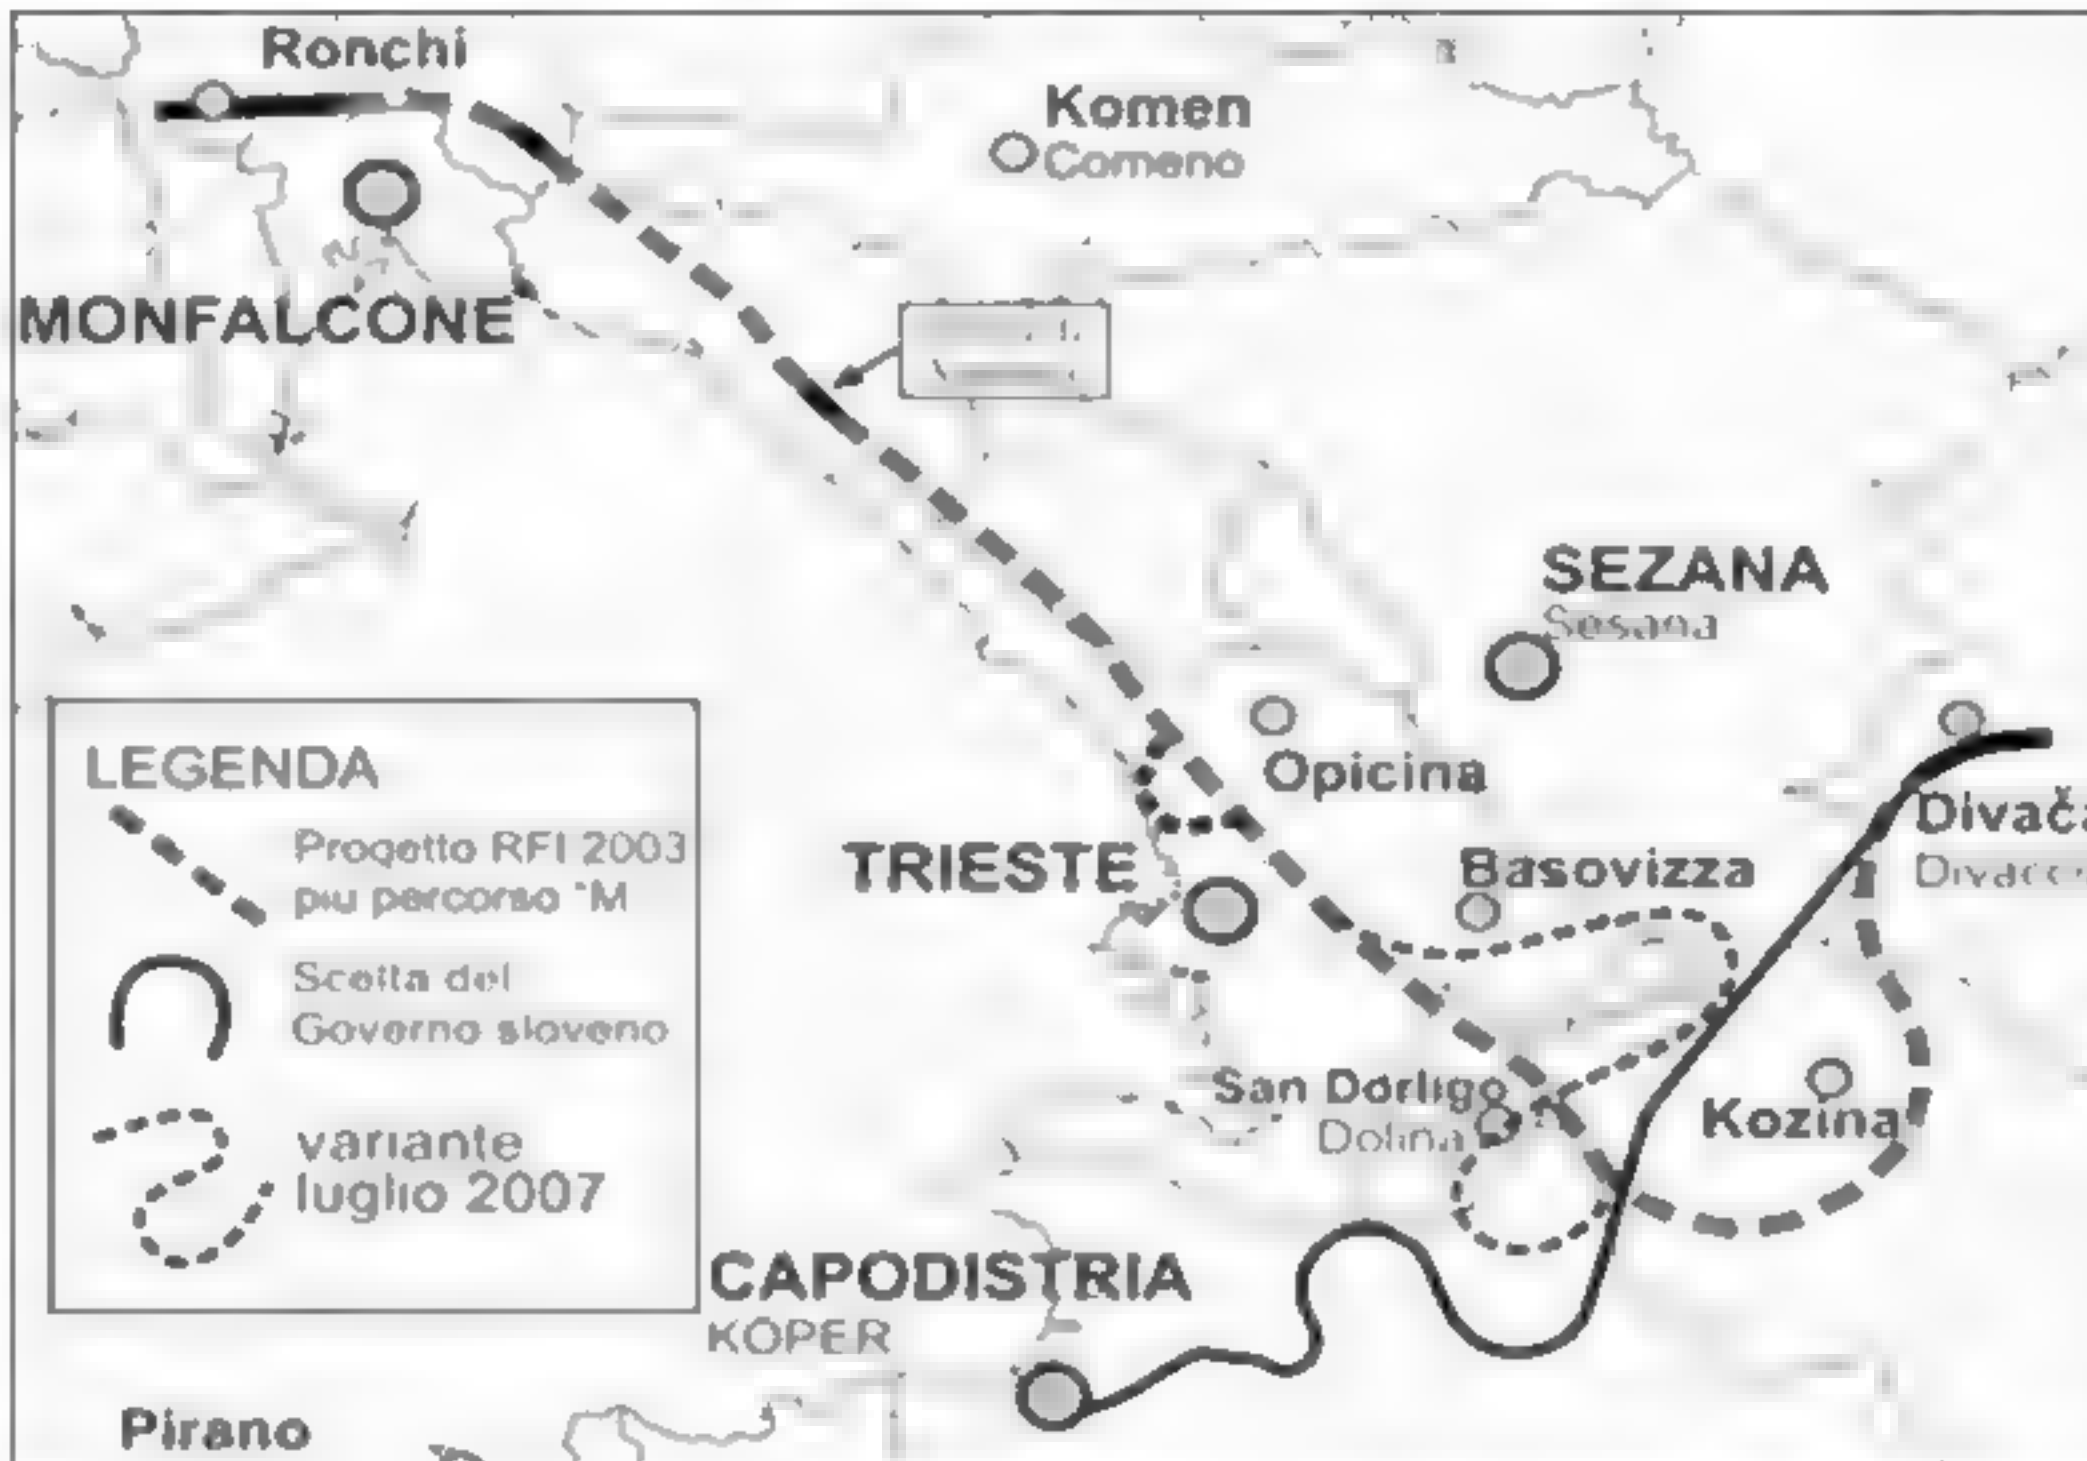 Ronchi
Komen
Comeno
MONFALCONE
SEZANA
Sesana
Opicina
LEGENDA
Progetto RFI 2003
più percorso "M
Scelta del
Governo sloveno
variante
luglio 2007
TRIESTE
Basovizza
Divača
San Dorligo
Dolina
Kozina
CAPODISTRIA
KOPER
Pirano